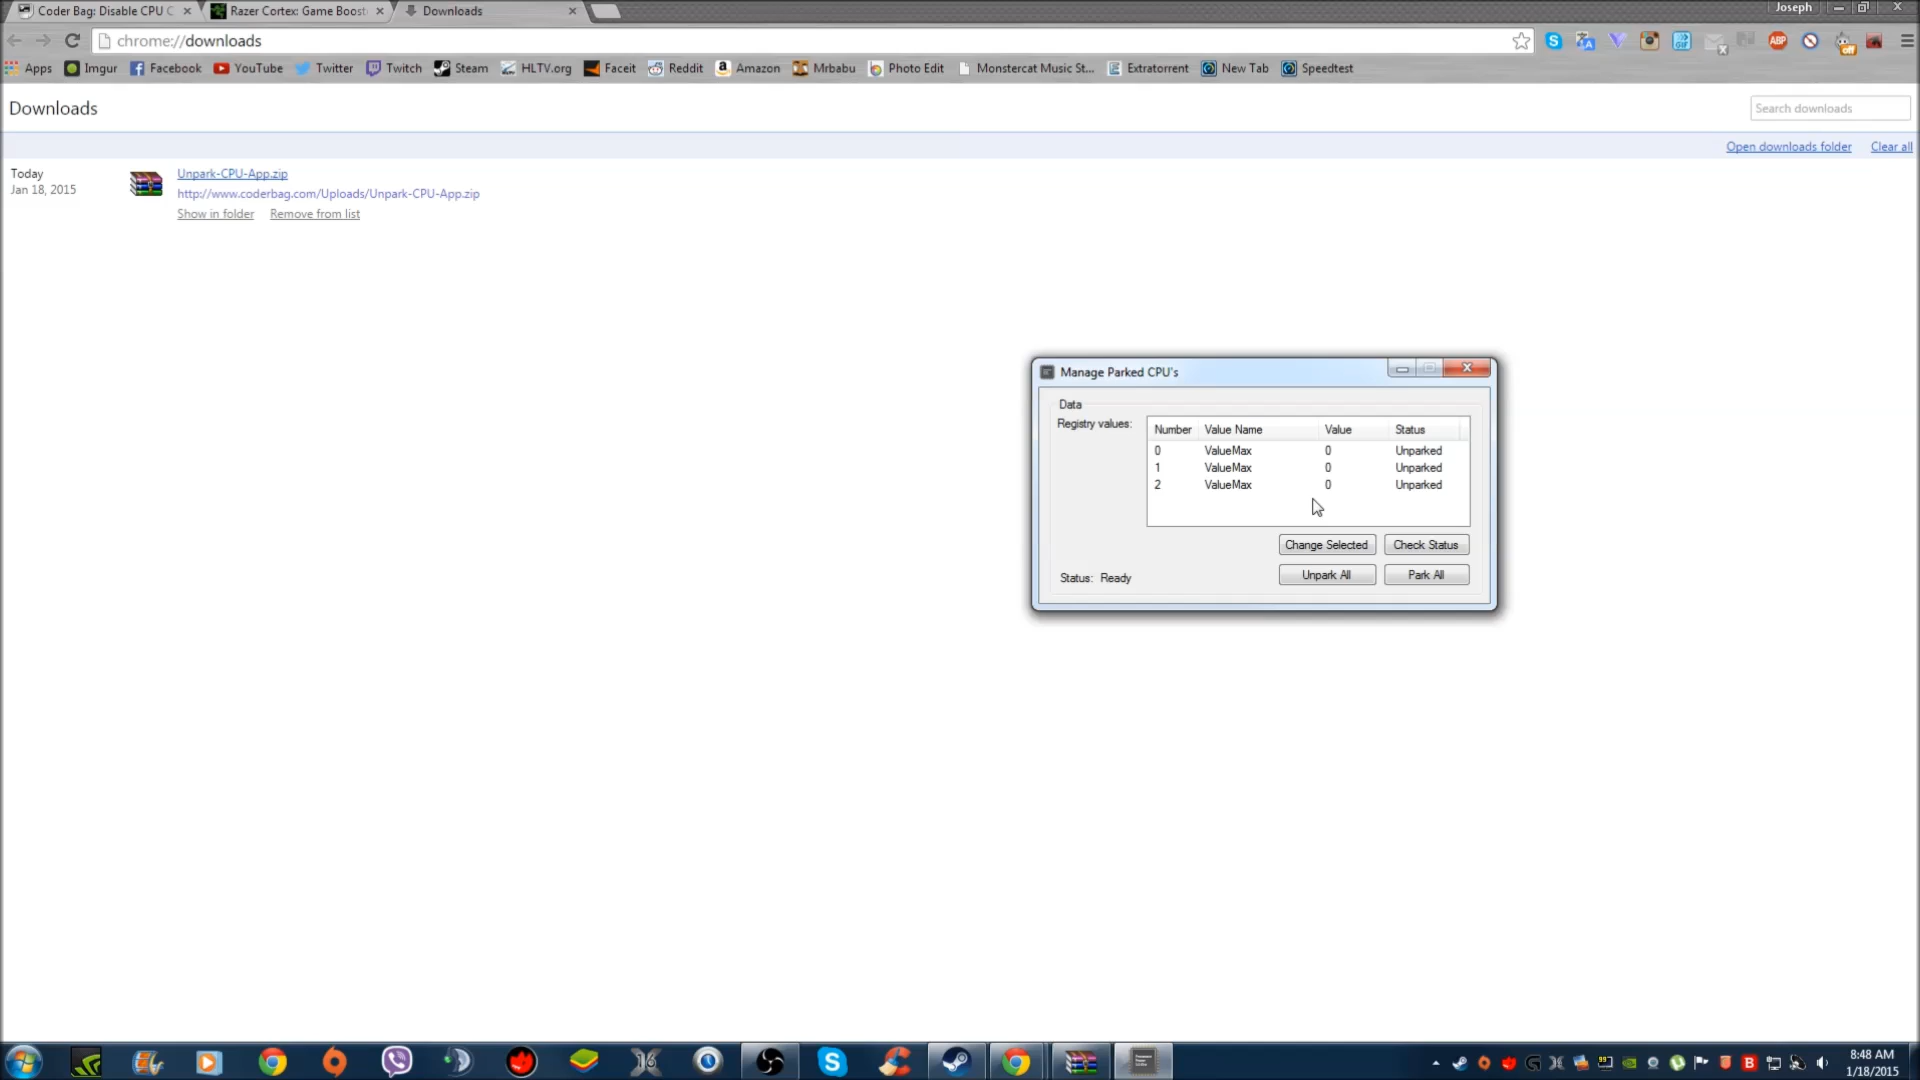 Coder Bag: Disable CPU C
Razer Cortex: Game Boost
Downloads
Joseph
chrome://downloads
Apps Imgur Facebook YouTube Twitter Twitch Steam HLTV.org Faceit Reddit Amazon Mrbabu Photo Edit Monstercat Music St... Extratorrent New Tab Speedtest
Downloads
Search downloads
Open downloads folder Clear all
Today
Jan 18, 2015
Unpark-CPU-App.zip
http://www.coderbag.com/Uploads/Unpark-CPU-App.zip
Show in folder Remove from list
Manage Parked CPU's
Data
Registry values:
Number Value Name Value Status
0 ValueMax 0 Unparked
1 ValueMax 0 Unparked
2 ValueMax 0 Unparked
Change Selected Check Status
Status: Ready
Unpark All Park All
8:48 AM
1/18/2015